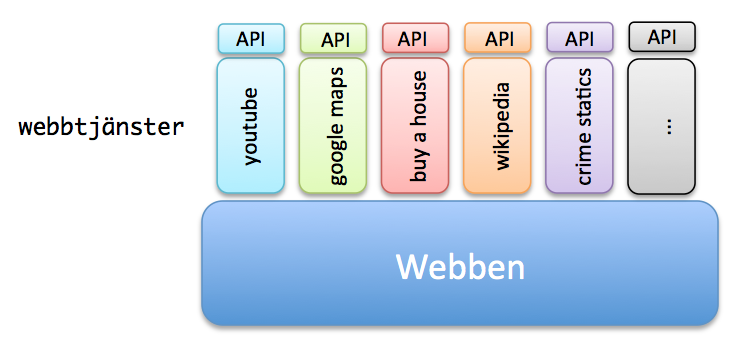 API API API API API API
webbtjänster
youtube
google maps
buy a house
wikipedia
crime statics
...
Webben